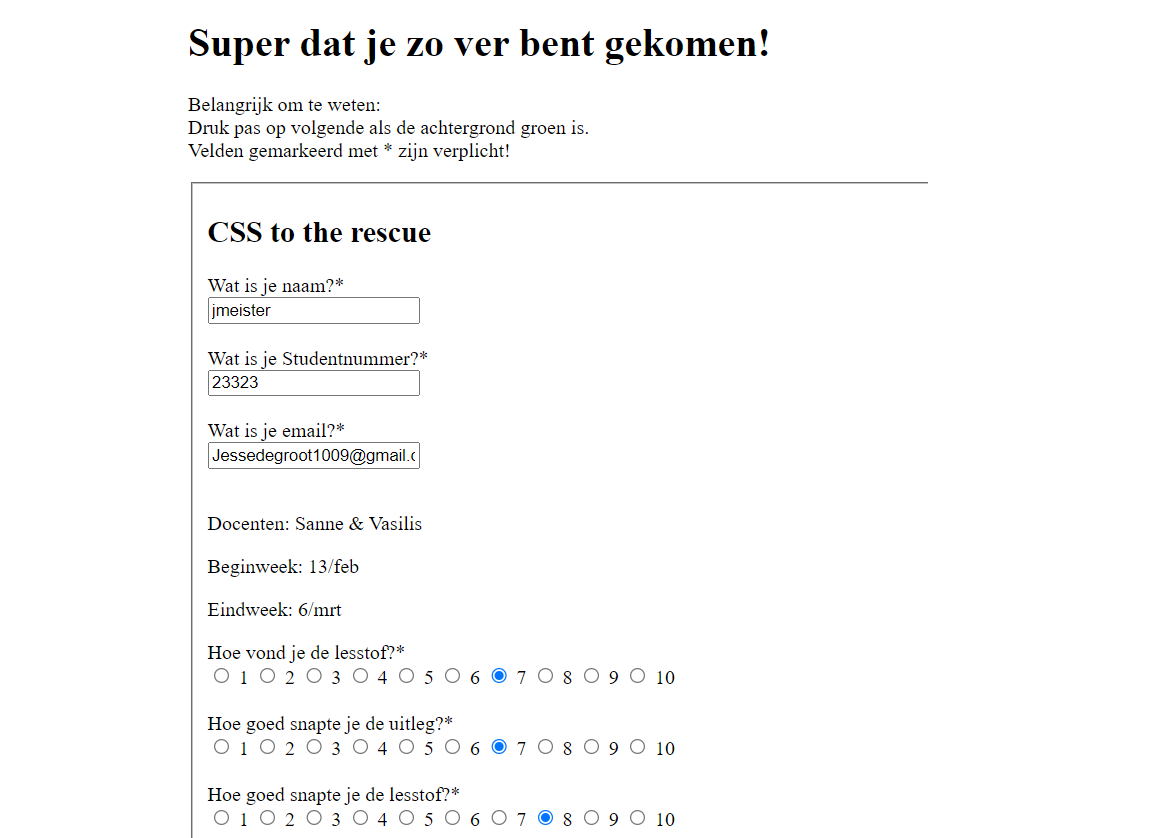 Super dat je zo ver bent gekomen!
Belangrijk om te weten:
Druk pas op volgende als de achtergrond groen is.
Velden gemarkeerd met * zijn verplicht!
CSS to the rescue
Wat is je naam?*
jmeister
Wat is je Studentnummer?*
23323
Wat is je email?*
Jessedegroot1009@gmail.c
Docenten: Sanne & Vasilis
Beginweek: 13/feb
Eindweek: 6/mrt
Hoe vond je de lesstof?*
1 2 3 4 5 6 7 8 9 10
Hoe goed snapte je de uitleg?*
1 2 3 4 5 6 7 8 9 10
Hoe goed snapte je de lesstof?*
1 2 3 4 5 6 7 8 9 10